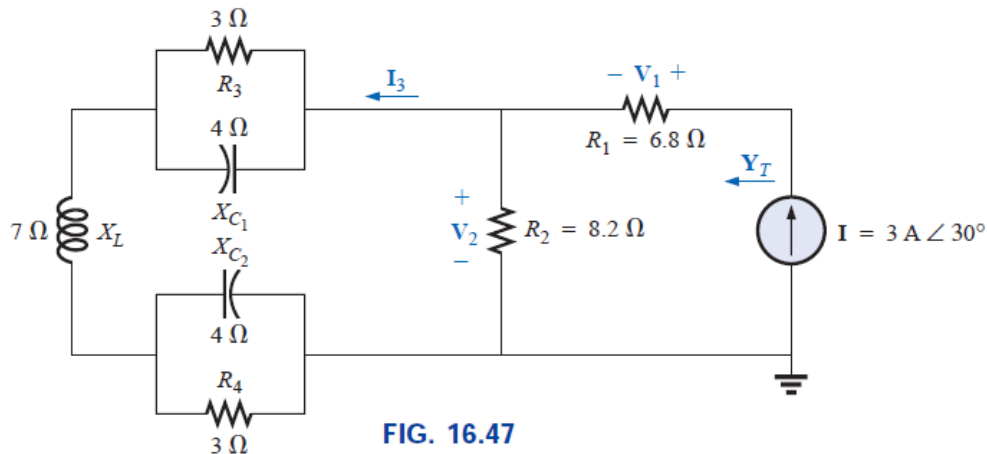 3 Ω
R3
4 Ω
XC1
I3
− V1 +
R1 = 6.8 Ω
YT
7 Ω
XL
XC2
4 Ω
R4
3 Ω
+
V2
−
R2 = 8.2 Ω
I = 3 A ∠ 30°
FIG. 16.47